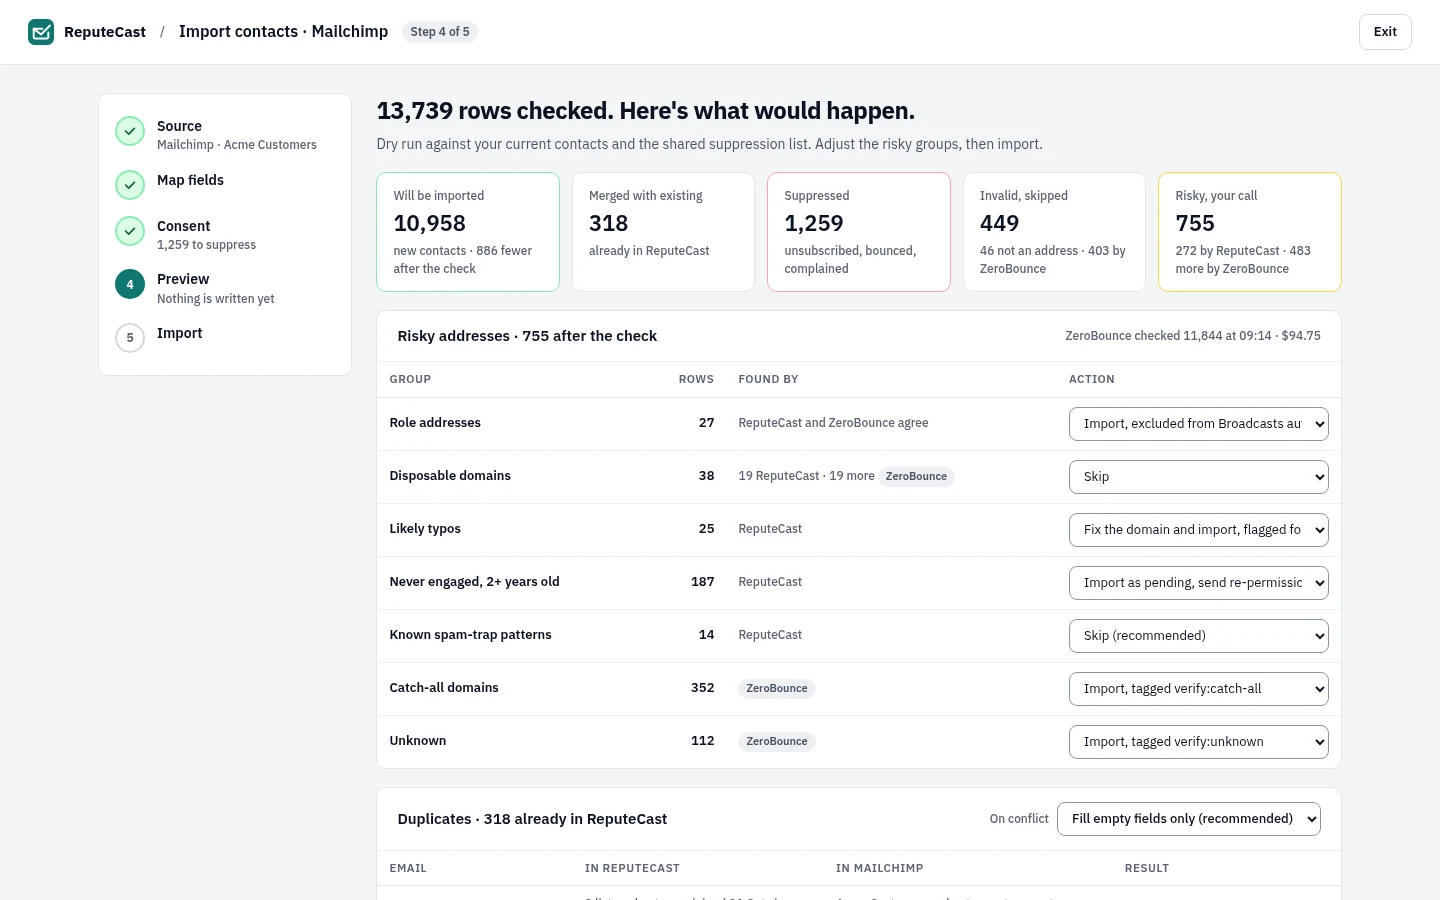 ReputeCast / Import contacts · Mailchimp Step 4 of 5
Exit
Source
Mailchimp · Acme Customers
Map fields
Consent
1,259 to suppress
4 Preview
Nothing is written yet
5 Import
13,739 rows checked. Here's what would happen.
Dry run against your current contacts and the shared suppression list. Adjust the risky groups, then import.
Will be imported
10,958
new contacts · 886 fewer
after the check
Merged with existing
318
already in ReputeCast
Suppressed
1,259
unsubscribed, bounced,
complained
Invalid, skipped
449
46 not an address · 403 by
ZeroBounce
Risky, your call
755
272 by ReputeCast · 483
more by ZeroBounce
Risky addresses · 755 after the check
ZeroBounce checked 11,844 at 09:14 · $94.75
GROUP ROWS FOUND BY ACTION
Role addresses 27 ReputeCast and ZeroBounce agree Import, excluded from Broadcasts au
Disposable domains 38 19 ReputeCast · 19 more ZeroBounce Skip
Likely typos 25 ReputeCast Fix the domain and import, flagged fo
Never engaged, 2+ years old 187 ReputeCast Import as pending, send re-permissic
Known spam-trap patterns 14 ReputeCast Skip (recommended)
Catch-all domains 352 ZeroBounce Import, tagged verify:catch-all
Unknown 112 ZeroBounce Import, tagged verify:unknown
Duplicates · 318 already in ReputeCast
On conflict Fill empty fields only (recommended)
EMAIL IN REPUTECAST IN MAILCHIMP RESULT